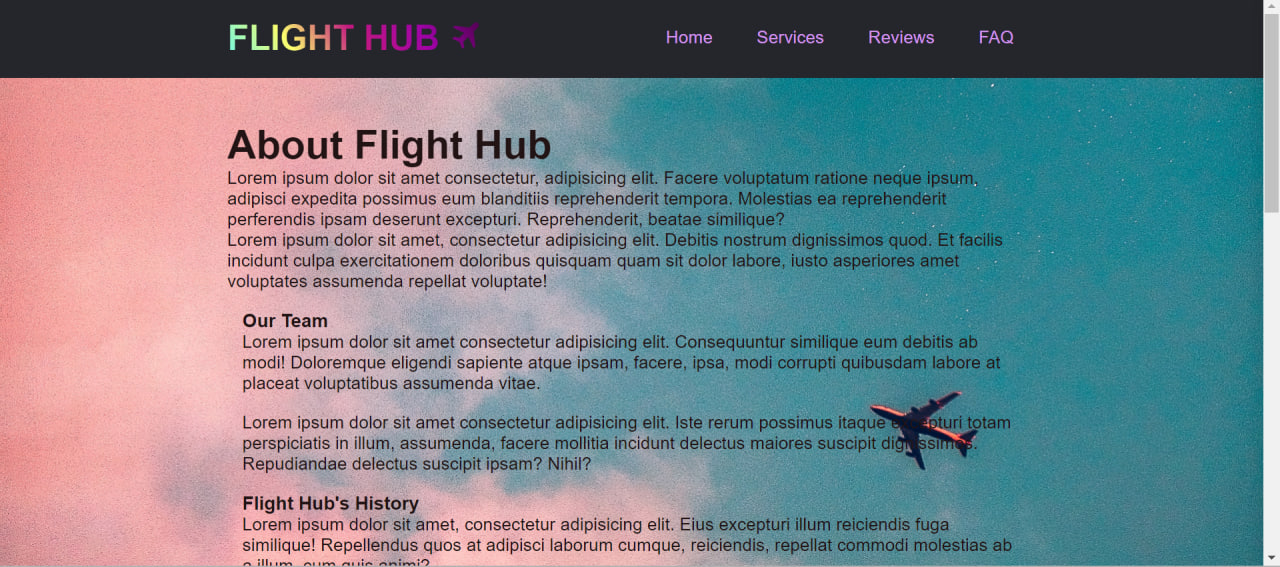 FLIGHT HUB
Home Services Reviews FAQ
About Flight Hub
Lorem ipsum dolor sit amet consectetur, adipisicing elit. Facere voluptatum ratione neque ipsum,
adipisci expedita possimus eum blanditiis reprehenderit tempora. Molestias ea reprehenderit
perferendis ipsam deserunt excepturi. Reprehenderit, beatae similique?
Lorem ipsum dolor sit amet, consectetur adipisicing elit. Debitis nostrum dignissimos quod. Et facilis
incidunt culpa exercitationem doloribus quisquam quam sit dolor labore, iusto asperiores amet
voluptates assumenda repellat voluptate!
Our Team
Lorem ipsum dolor sit amet consectetur adipisicing elit. Consequuntur similique eum debitis ab
modi! Doloremque eligendi sapiente atque ipsam, facere, ipsa, modi corrupti quibusdam labore at
placeat voluptatibus assumenda vitae.
Lorem ipsum dolor sit amet consectetur adipisicing elit. Iste rerum possimus itaque excepturi totam
perspiciatis in illum, assumenda, facere mollitia incidunt delectus maiores suscipit dignissimos.
Repudiandae delectus suscipit ipsam? Nihil?
Flight Hub's History
Lorem ipsum dolor sit amet, consectetur adipisicing elit. Eius excepturi illum reiciendis fuga
similique! Repellendus quos at adipisci laborum cumque, reiciendis, repellat commodi molestias ab
a illum, cum quis animi?